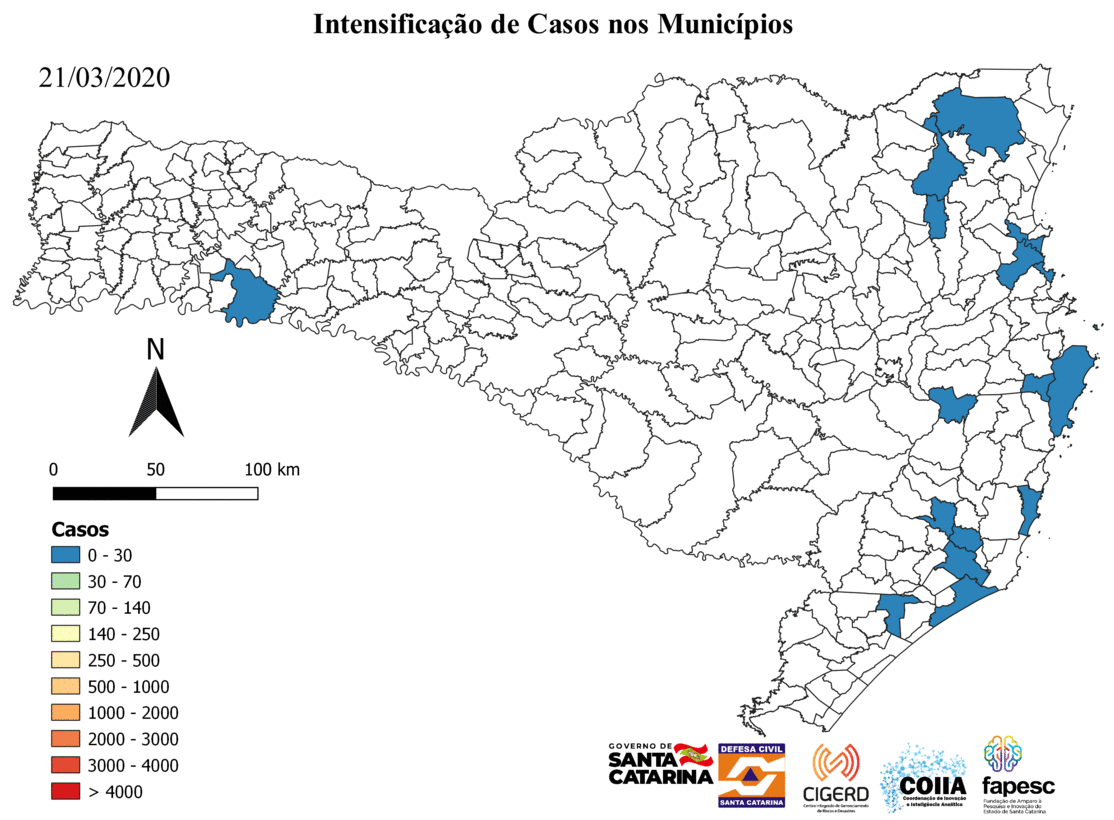 Intensificação de Casos nos Municípios
21/03/2020
N
0 50 100 km
Casos
0 - 30
30 - 70
70 - 140
140 - 250
250 - 500
500 - 1000
1000 - 2000
2000 - 3000
3000 - 4000
> 4000
GOVERNO DE
SANTA
CATARINA
DEFESA CIVIL
SANTA CATARINA
CIGERD
Centro Integrado de Gerenciamento
de Riscos e Desastres
COIIA
Coordenação de Inovação
e Inteligência Analítica
fapesc
Fundação de Amparo à
Pesquisa e Inovação do
Estado de Santa Catarina